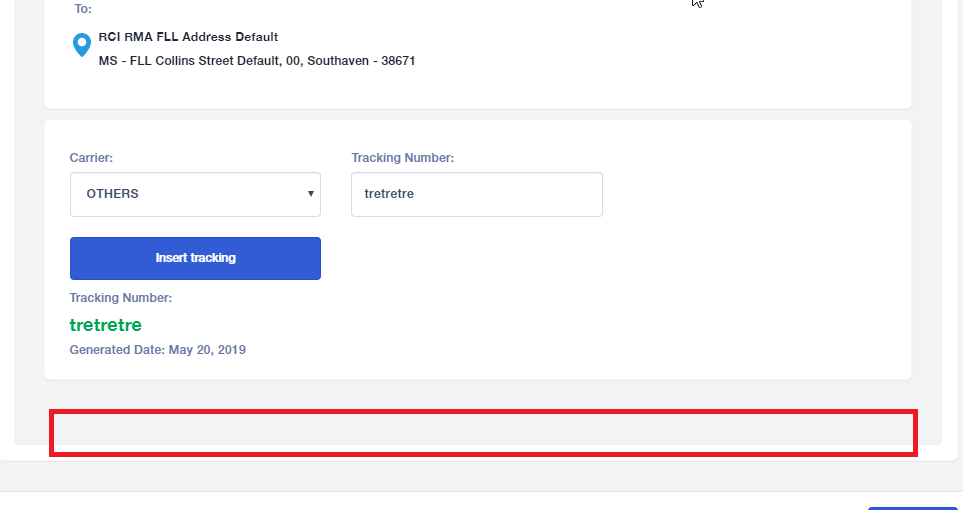 To:
RCI RMA FLL Address Default
MS - FLL Collins Street Default, 00, Southaven - 38671
Carrier:
Tracking Number:
OTHERS
tretretre
Insert tracking
Tracking Number:
tretretre
Generated Date: May 20, 2019